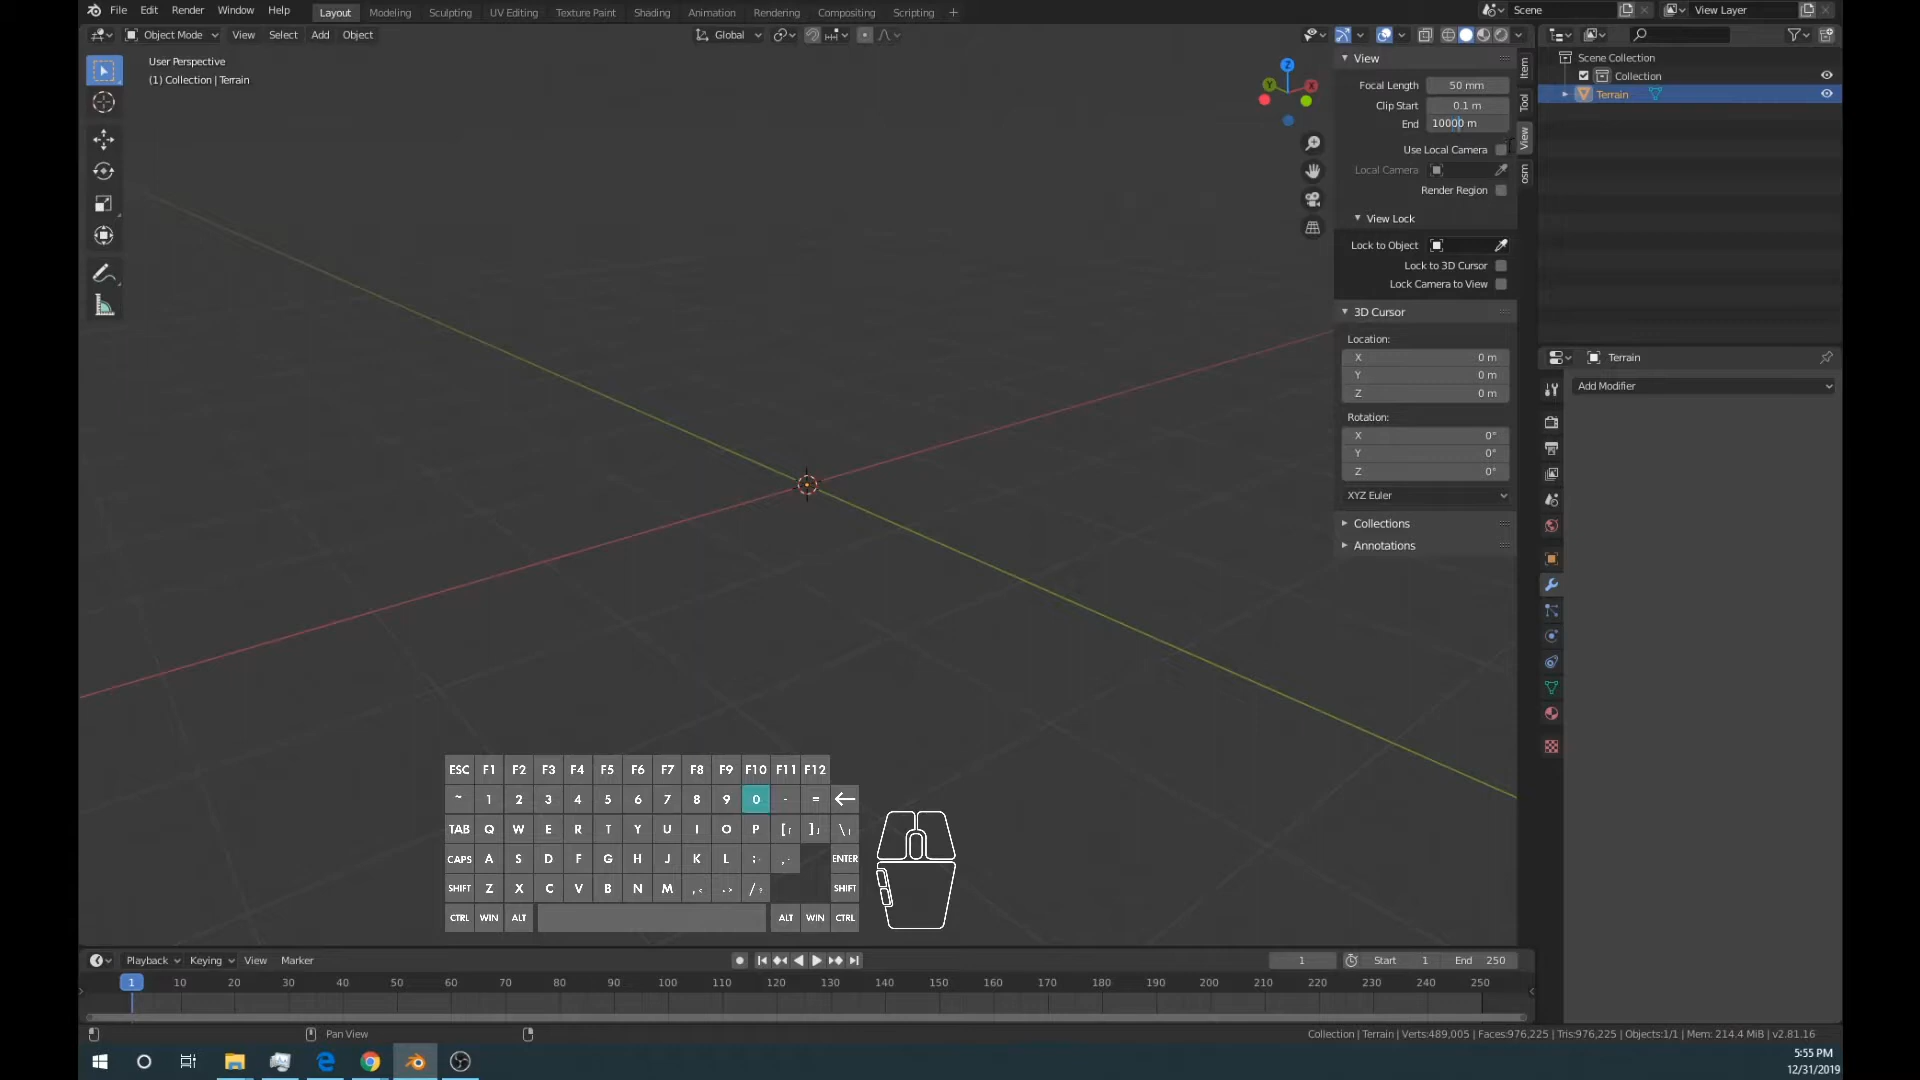 File Edit Render Window Help Layout Modeling Sculpting UV Editing Texture Paint Shading Animation Rendering Compositing Scripting + Scene View Layer
Object Mode View Select Add Object Global
User Perspective
(1) Collection | Terrain
Z
Y
X
View
Focal Length 50 mm
Clip Start 0.1 m
End 10000 m
Use Local Camera
Local Camera
Render Region
View Lock
Lock to Object
Lock to 3D Cursor
Lock Camera to View
3D Cursor
Location:
X 0 m
Y 0 m
Z 0 m
Rotation:
X 0°
Y 0°
Z 0°
XYZ Euler
Collections
Annotations
Item
Tool
View
osm
Scene Collection
Collection
Terrain
Terrain
Add Modifier
ESC F1 F2 F3 F4 F5 F6 F7 F8 F9 F10 F11 F12
~ 1 2 3 4 5 6 7 8 9 0 - = ←
TAB Q W E R T Y U I O P [ ] \
CAPS A S D F G H J K L ; ENTER
SHIFT Z X C V B N M , . / ? SHIFT
CTRL WIN ALT ALT WIN CTRL
Playback Keying View Marker 1 Start 1 End 250
1 10 20 30 40 50 60 70 80 90 100 110 120 130 140 150 160 170 180 190 200 210 220 230 240 250
Pan View
Collection | Terrain | Verts:489,005 | Faces:976,225 | Tris:976,225 | Objects:1/1 | Mem: 214.4 MiB | v2.81.16
5:55 PM
12/31/2019